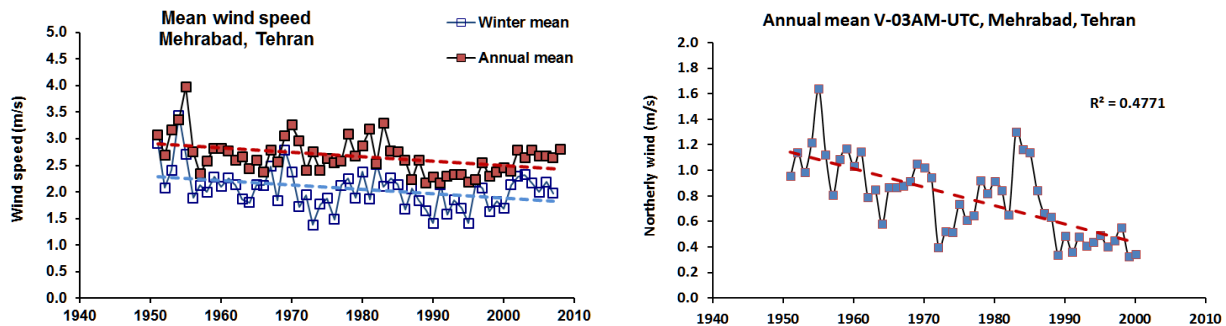 Mean wind speed
Mehrabad, Tehran
Winter mean
Annual mean
Wind speed (m/s)
5.0
4.5
4.0
3.5
3.0
2.5
2.0
1.5
1.0
0.5
0.0
1940 1950 1960 1970 1980 1990 2000 2010
Annual mean V-03AM-UTC, Mehrabad, Tehran
R² = 0.4771
Northerly wind (m/s)
2.0
1.8
1.6
1.4
1.2
1.0
0.8
0.6
0.4
0.2
0.0
1940 1950 1960 1970 1980 1990 2000 2010